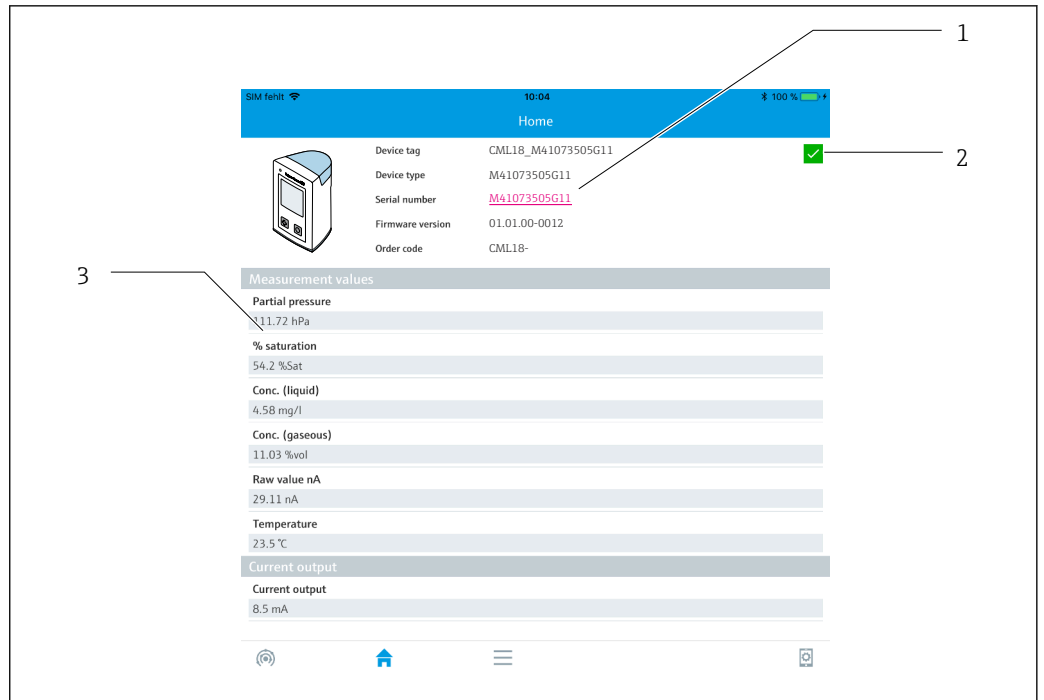 1
SIM fehlt 10:04 100 %
Home
Device tag CML18_M41073505G11
2
Device type M41073505G11
Serial number M41073505G11
Firmware version 01.01.00-0012
Order code CML18-
3
Measurement values
Partial pressure
111.72 hPa
% saturation
54.2 %Sat
Conc. (liquid)
4.58 mg/l
Conc. (gaseous)
11.03 %vol
Raw value nA
29.11 nA
Temperature
23.5 °C
Current output
Current output
8.5 mA